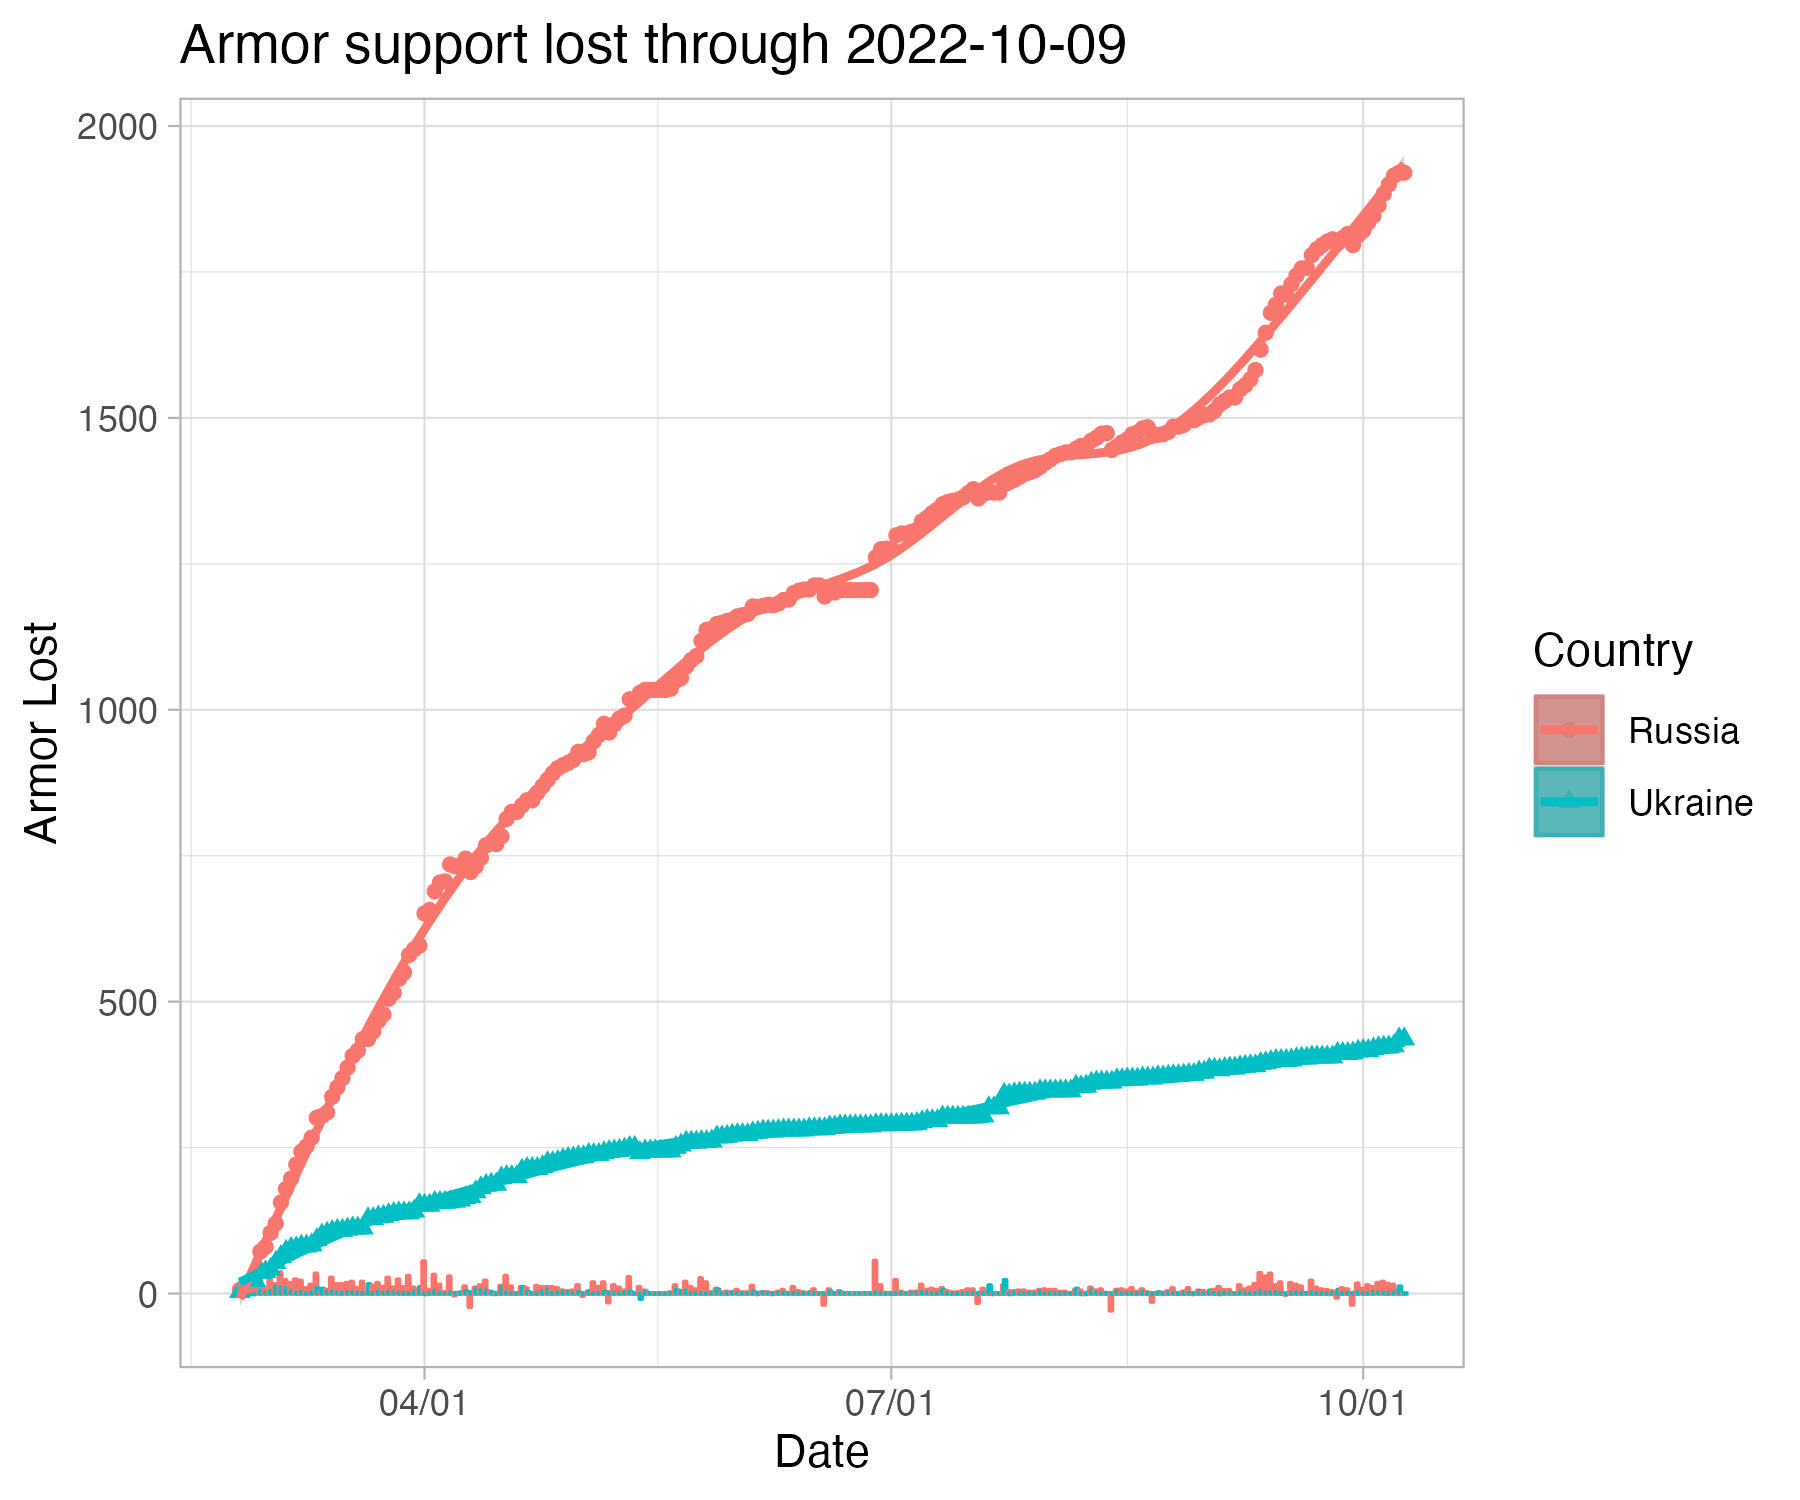 Armor support lost through 2022-10-09
2000
1500
1000
500
0
Armor Lost
04/01
07/01
10/01
Date
Country
Russia
Ukraine